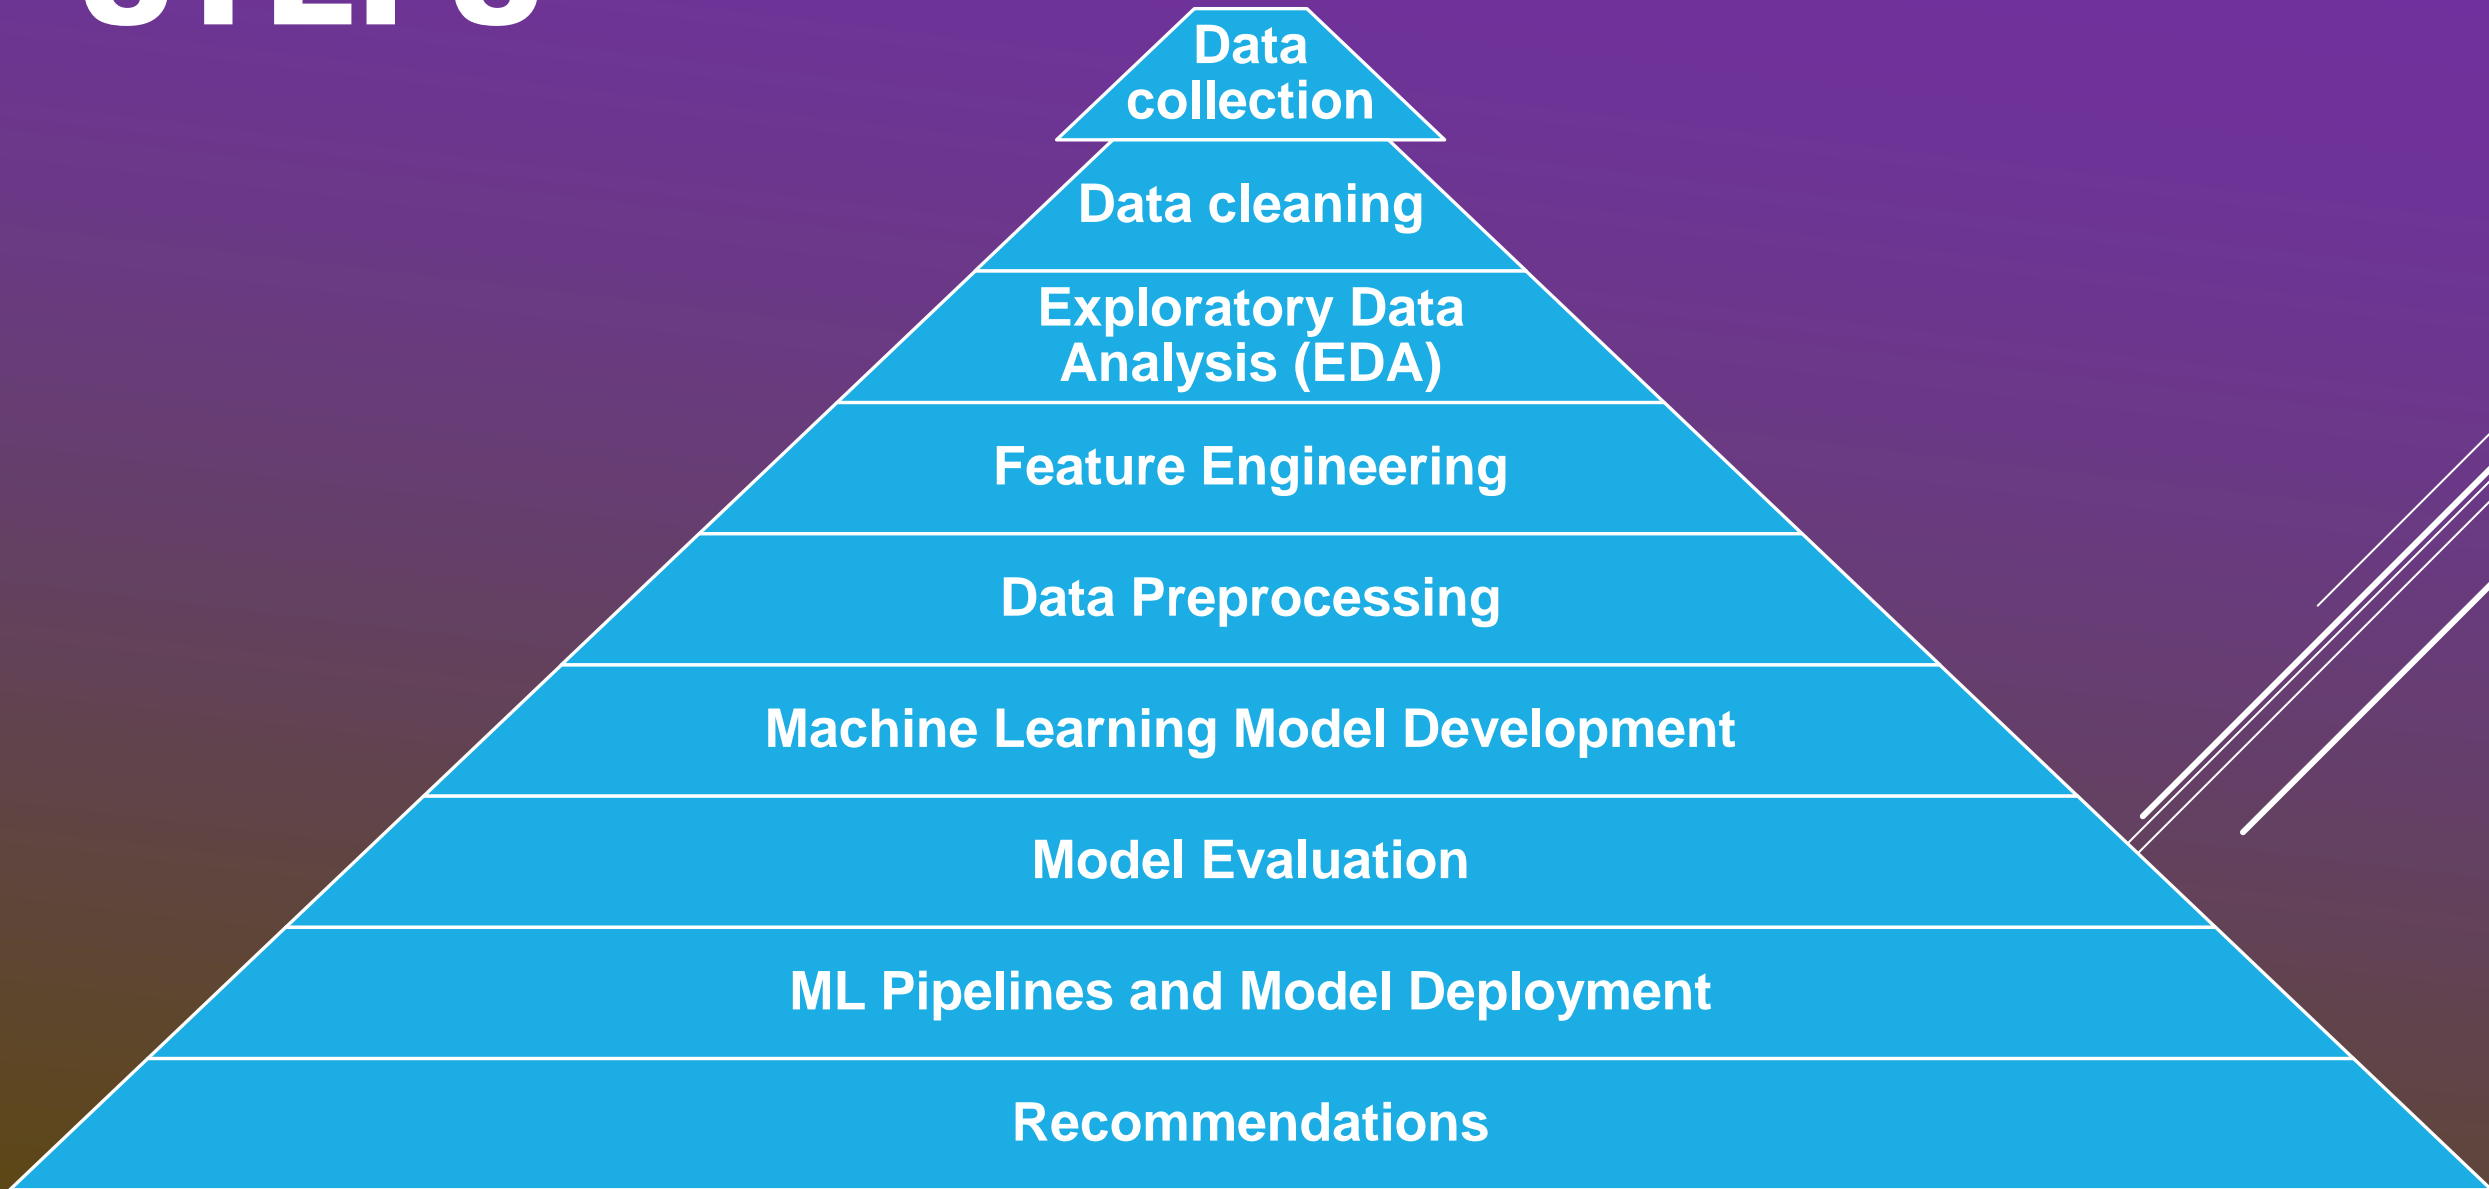 STEPS
Data
collection
Data cleaning
Exploratory Data
Analysis (EDA)
Feature Engineering
Data Preprocessing
Machine Learning Model Development
Model Evaluation
ML Pipelines and Model Deployment
Recommendations